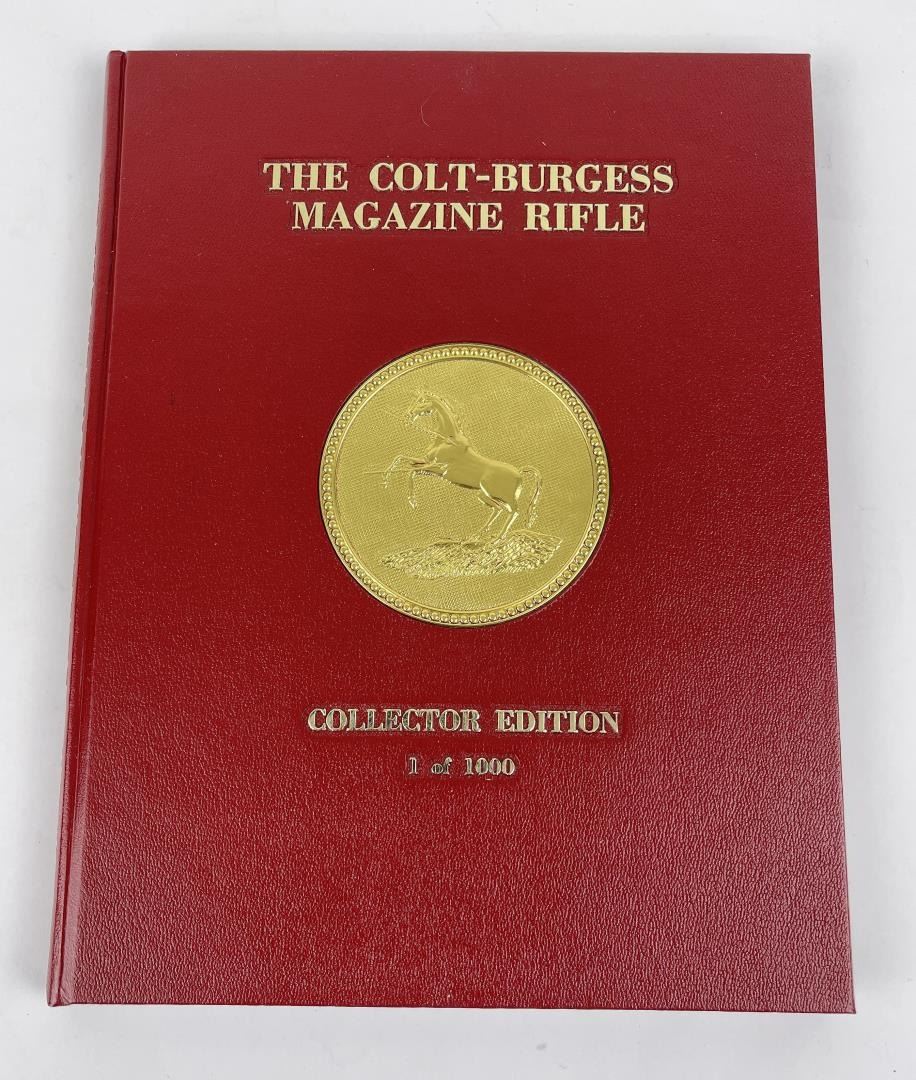 THE COLT-BURGESS
MAGAZINE RIFLE
COLLECTOR EDITION
1 of 1000